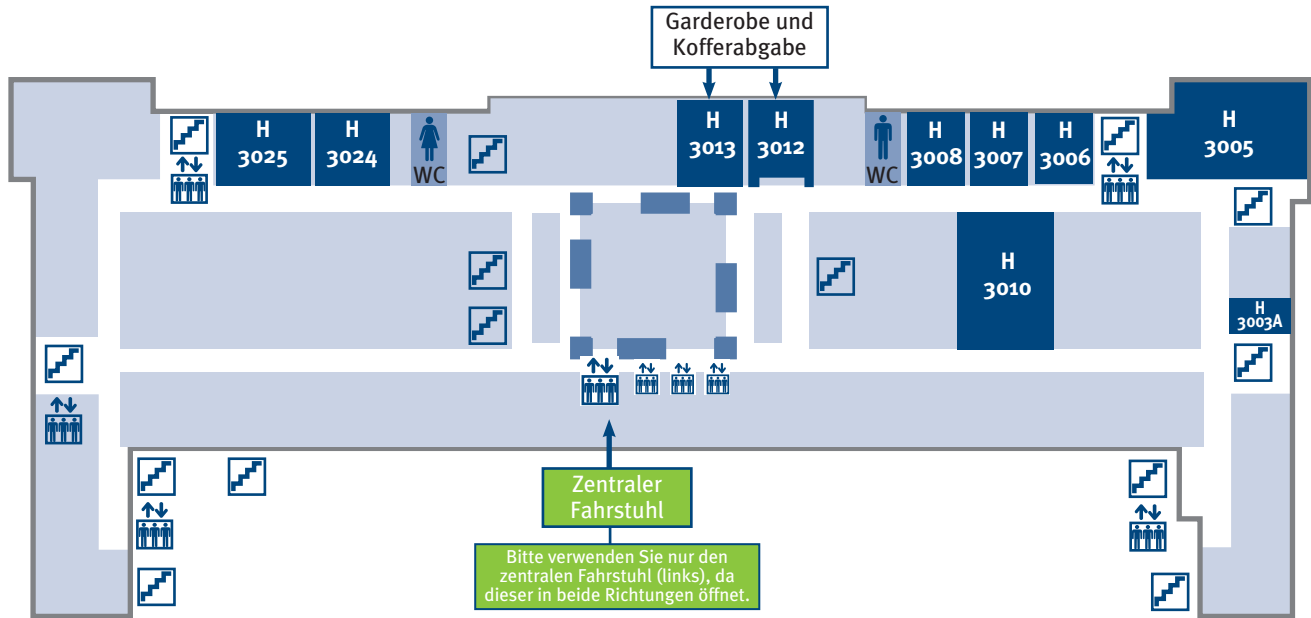 Garderobe und
Kofferabgabe
H
3025
H
3024
WC
H
3013
H
3012
WC
H
3008
H
3007
H
3006
H
3005
H
3010
H
3003A
Zentraler
Fahrstuhl
Bitte verwenden Sie nur den
zentralen Fahrstuhl (links), da
dieser in beide Richtungen öffnet.